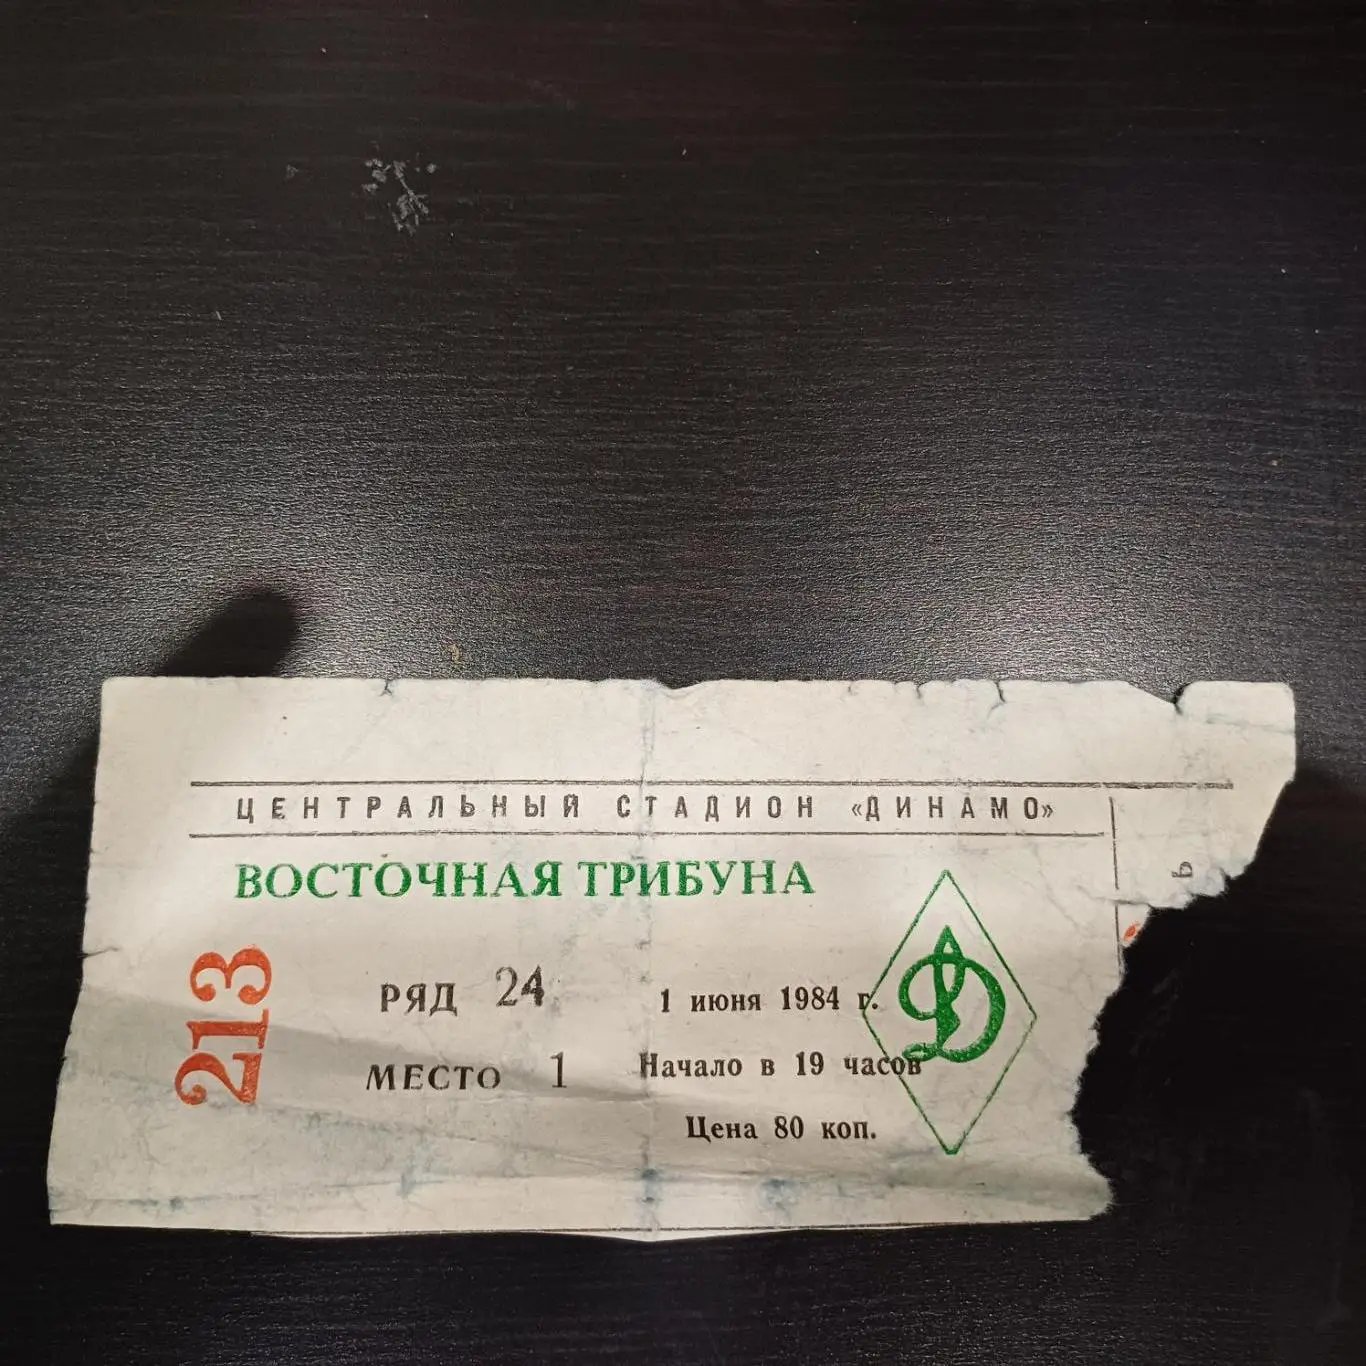 ЦЕНТРАЛЬНЫЙ СТАДИОН «ДИНАМО»
ВОСТОЧНАЯ ТРИБУНА
213
РЯД 24
МЕСТО 1
1 июня 1984 г.
Начало в 19 часов
Цена 80 коп.
Д
Ь